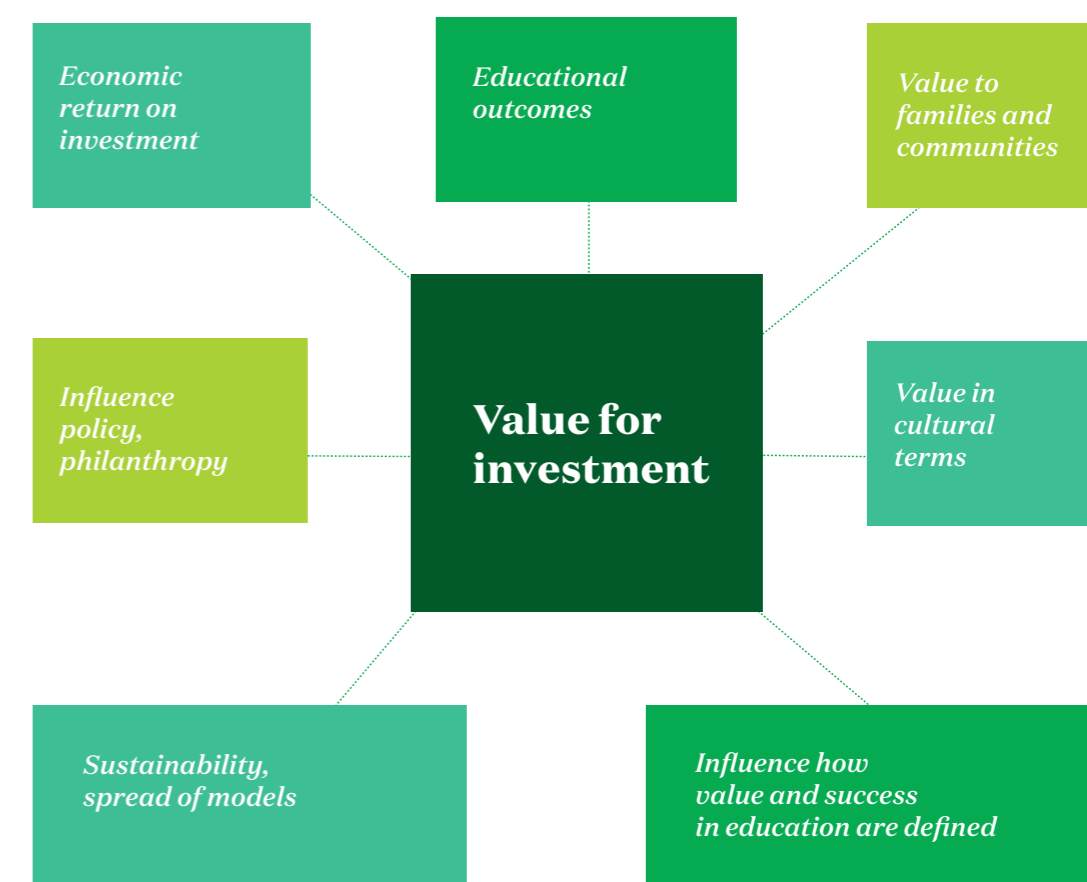 Economic
return on
investment
Educational
outcomes
Value to
families and
communities
Influence
policy,
philanthropy
Value for
investment
Value in
cultural
terms
Sustainability,
spread of models
Influence how
value and success
in education are defined